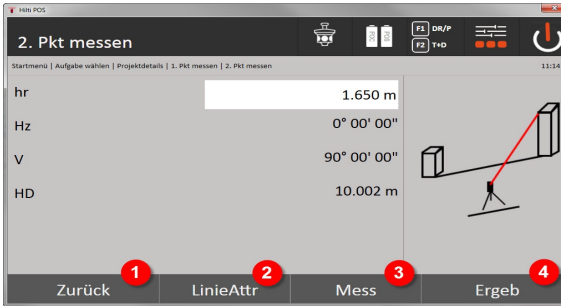 Hilti POS
2. Pkt messen
POC
POS
F1 DR/P
F2 T+D
Startmenü | Aufgabe wählen | Projektdetails | 1. Pkt messen | 2. Pkt messen
11:14
hr
1.650 m
Hz
0° 00' 00"
V
90° 00' 00"
HD
10.002 m
1
2
3
4
Zurück
LinieAttr
Mess
Ergeb